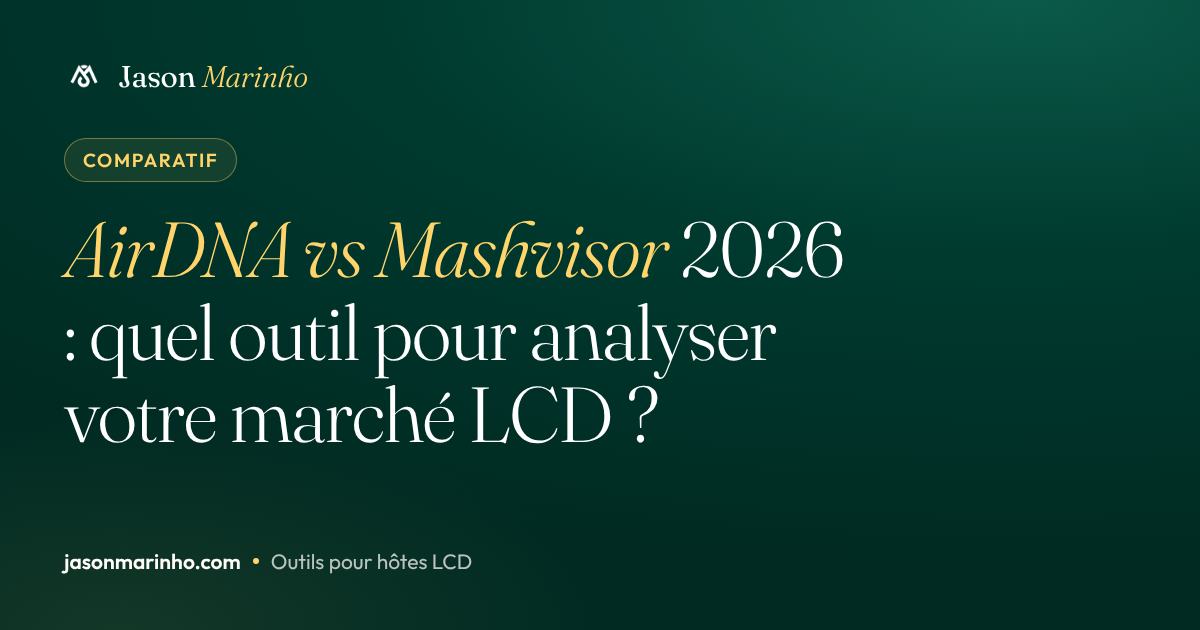 Jason Marinho
COMPARATIF
AirDNA vs Mashvisor 2026
: quel outil pour analyser
votre marché LCD ?
jasonmarinho.com • Outils pour hôtes LCD